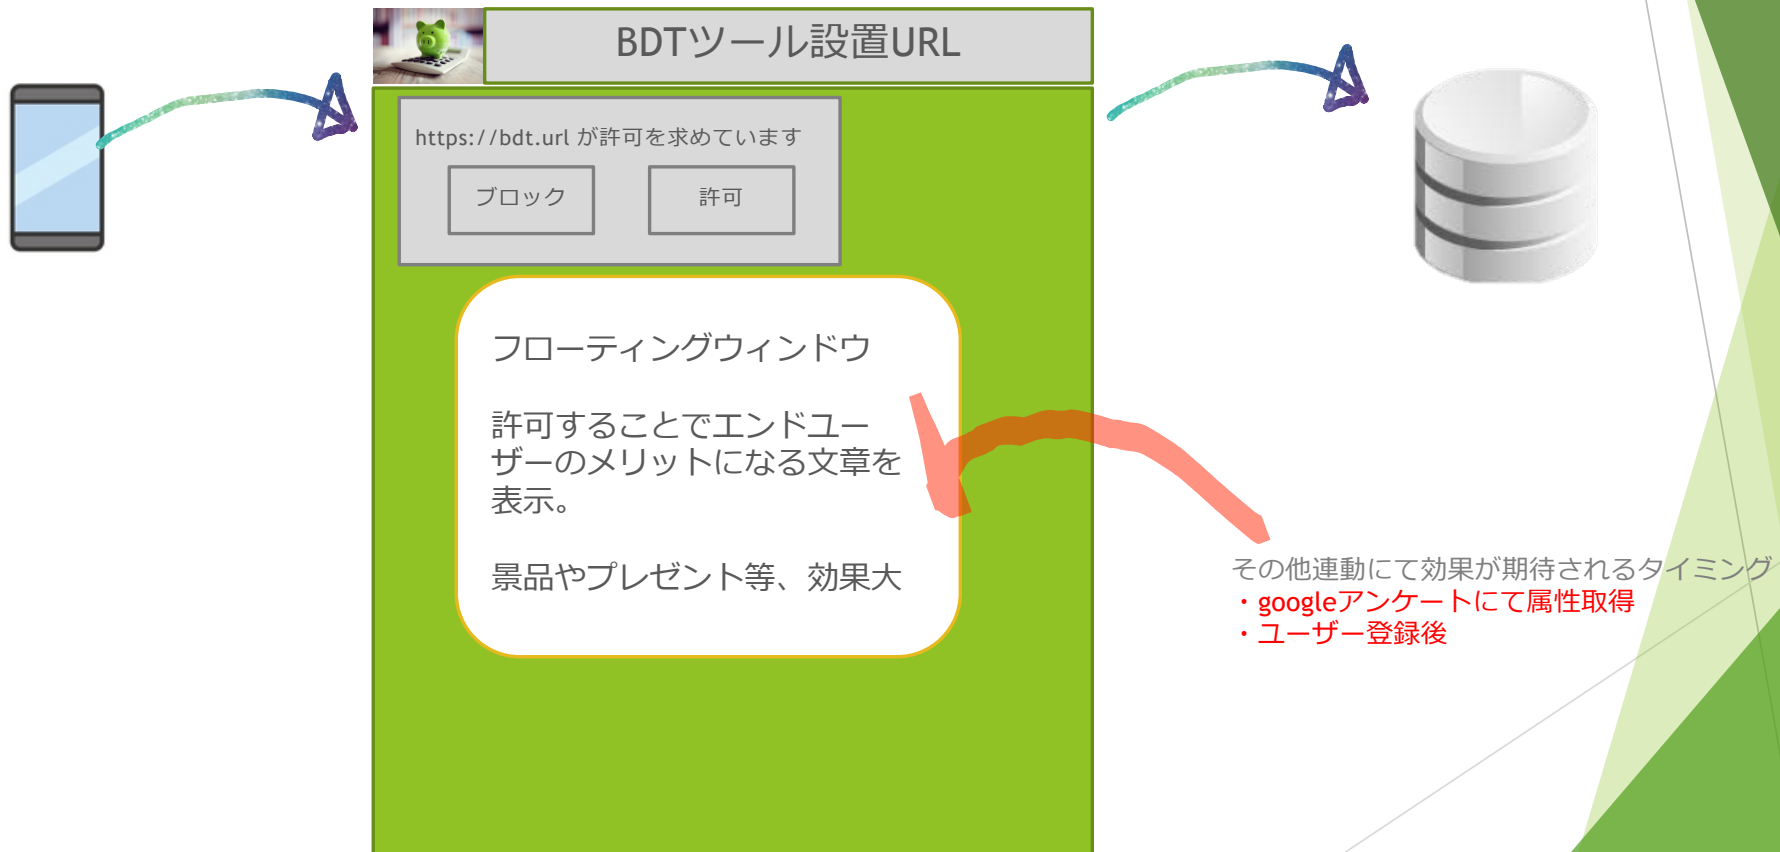 BDTツール設置URL
https://bdt.url が許可を求めています
ブロック
許可
フローティングウィンドウ
許可することでエンドユー
ザーのメリットになる文章を
表示。
景品やプレゼント等、効果大
その他連動にて効果が期待されるタイミング
・googleアンケートにて属性取得
・ユーザー登録後